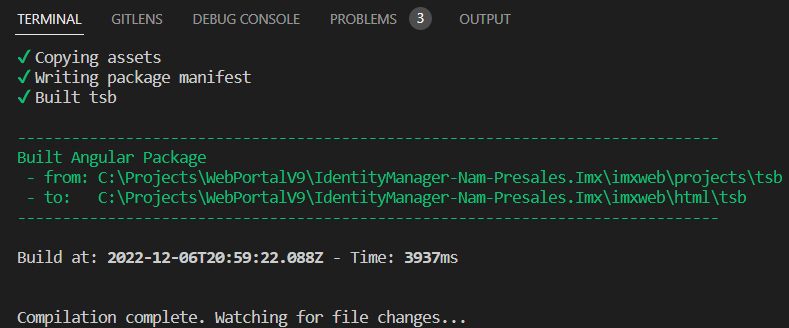 TERMINAL GITLENS DEBUG CONSOLE PROBLEMS 3 OUTPUT
✓ Copying assets
✓ Writing package manifest
✓ Built tsb
------------------------------------------------------------------------------
Built Angular Package
- from: C:\Projects\WebPortalV9\IdentityManager-Nam-Presales.Imx\imxweb\projects\tsb
- to:   C:\Projects\WebPortalV9\IdentityManager-Nam-Presales.Imx\imxweb\html\tsb
------------------------------------------------------------------------------
Build at: 2022-12-06T20:59:22.088Z - Time: 3937ms
Compilation complete. Watching for file changes...